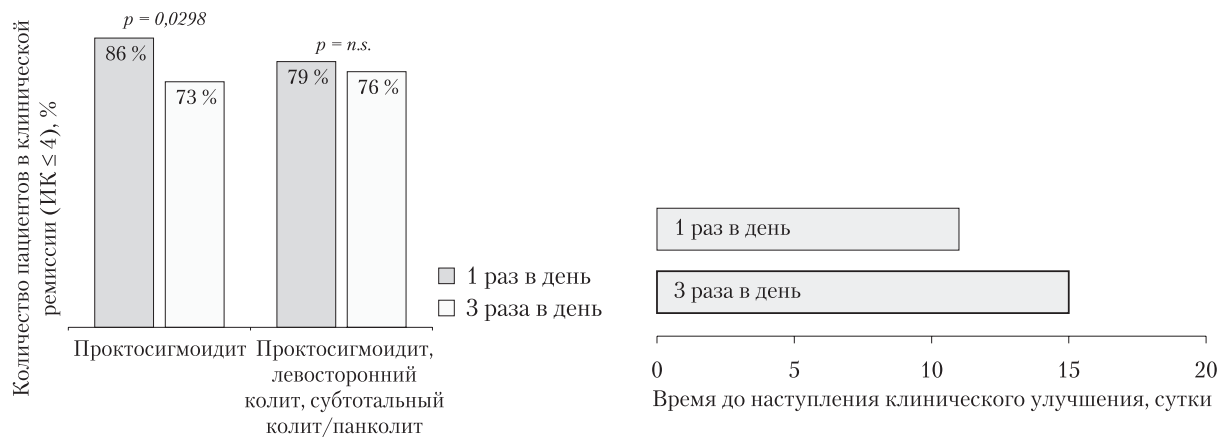 Количество пациентов в клинической
ремиссии (ИК ≤ 4), %
p = 0,0298
86 %
73 %
p = n.s.
79 %
76 %
Проктосигмоидит
Проктосигмоидит,
левосторонний
колит, субтотальный
колит/панколит
1 раз в день
3 раза в день
1 раз в день
3 раза в день
0 5 10 15 20
Время до наступления клинического улучшения, сутки